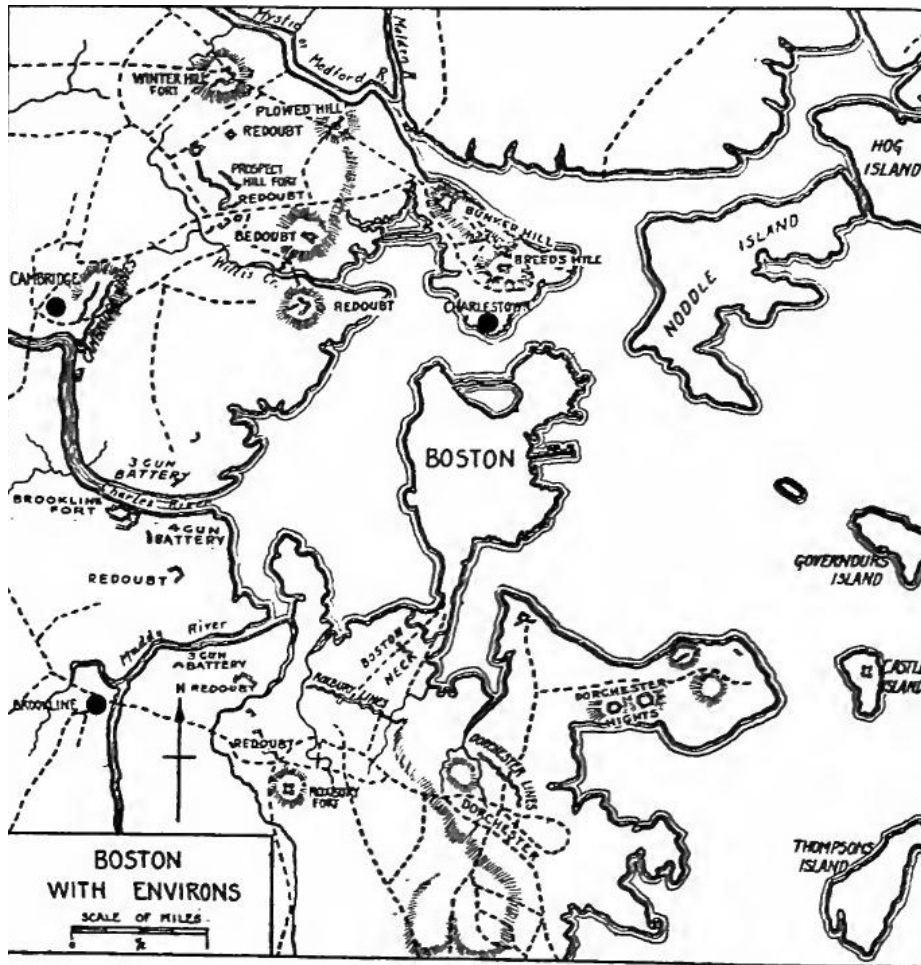 Mystic
or
Medford
R.
Malden R.
WINTER HILL
FORT
PLOWED HILL
REDOUBT
PROSPECT
HILL FORT
REDOUBT
HOG
ISLAND
BUNKER HILL
BREEDS HILL
REDOUBT
Willis Cr.
REDOUBT
CAMBRIDGE
CHARLESTOWN
NODDLE ISLAND
BOSTON
3 GUN
BATTERY
Charles River
BROOKLINE
FORT
4 GUN
BATTERY
REDOUBT
GOVERNOURS
ISLAND
Muddy River
3 GUN
BATTERY
N
REDOUBT
BOSTON
NECK
ROXBURY LINES
BROOKLINE
CASTLE
ISLAND
DORCHESTER
HIGHTS
REDOUBT
DORCHESTER LINES
ROXBURY
FORT
DORCHESTER
THOMPSONS
ISLAND
BOSTON
WITH ENVIRONS
SCALE OF MILES
0